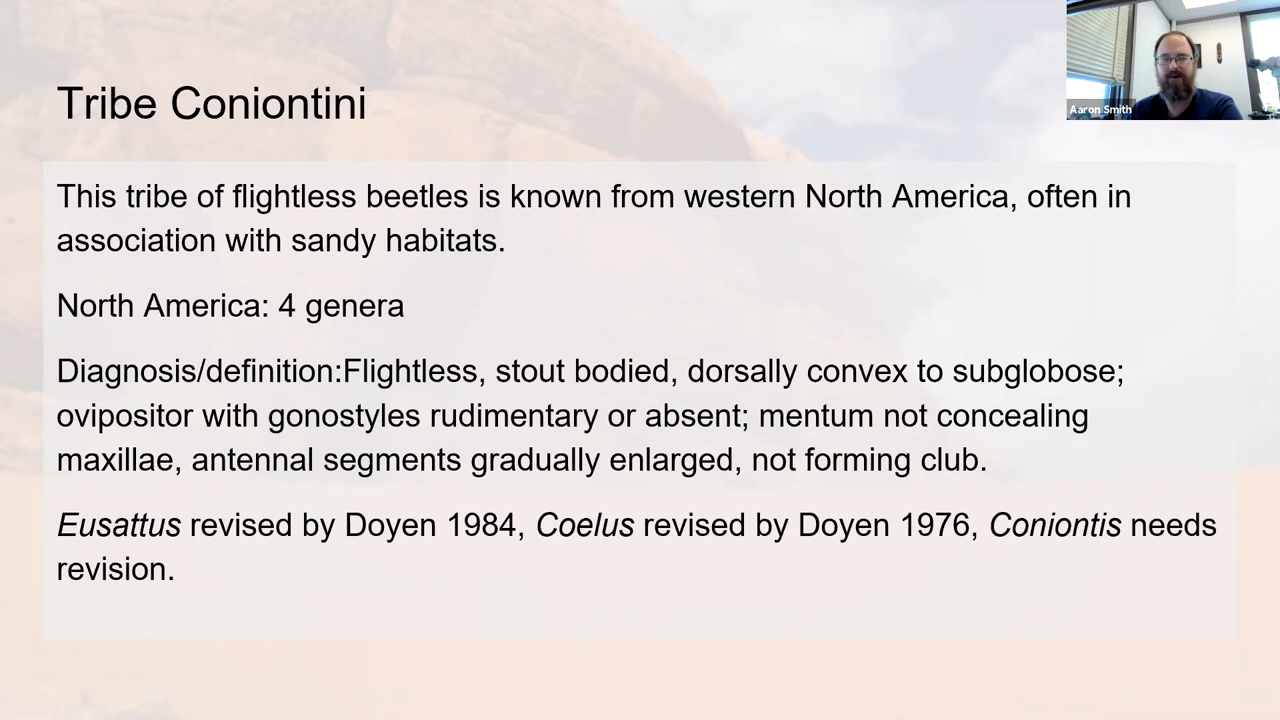 Tribe Coniontini
Aaron Smith
This tribe of flightless beetles is known from western North America, often in
association with sandy habitats.
North America: 4 genera
Diagnosis/definition:Flightless, stout bodied, dorsally convex to subglobose;
ovipositor with gonostyles rudimentary or absent; mentum not concealing
maxillae, antennal segments gradually enlarged, not forming club.
Eusattus revised by Doyen 1984, Coelus revised by Doyen 1976, Coniontis needs
revision.